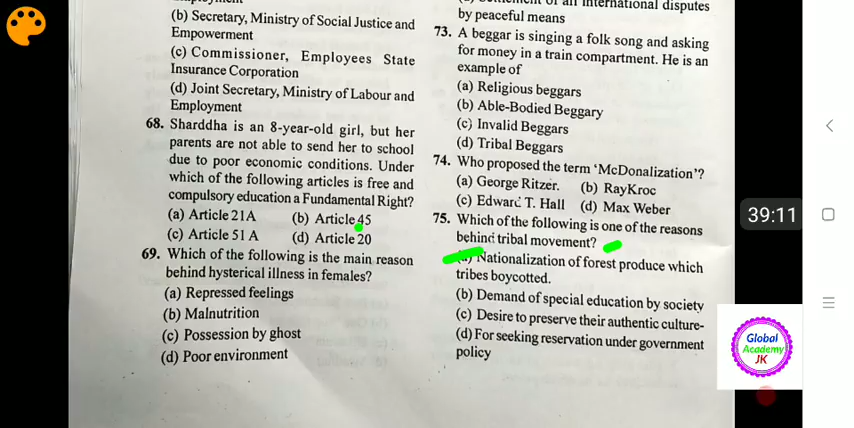 (b) Secretary, Ministry of Social Justice and
Empowerment
(c) Commissioner, Employees State
Insurance Corporation
(d) Joint Secretary, Ministry of Labour and
Employment
68. Sharddha is an 8-year-old girl, but her
parents are not able to send her to school
due to poor economic conditions. Under
which of the following articles is free and
compulsory education a Fundamental Right?
(a) Article 21A (b) Article 45
(c) Article 51 A (d) Article 20
69. Which of the following is the main reason
behind hysterical illness in females?
(a) Repressed feelings
(b) Malnutrition
(c) Possession by ghost
(d) Poor environment
of an international disputes
by peaceful means
73. A beggar is singing a folk song and asking
for money in a train compartment. He is an
example of
(a) Religious beggars
(b) Able-Bodied Beggary
(c) Invalid Beggars
(d) Tribal Beggars
74. Who proposed the term 'McDonalization'?
(a) George Ritzer. (b) RayKroc
(c) Edward T. Hall (d) Max Weber
75. Which of the following is one of the reasons
behind tribal movement?
(a) Nationalization of forest produce which
tribes boycotted.
(b) Demand of special education by society
(c) Desire to preserve their authentic culture-
(d) For seeking reservation under government
policy
39:11
Global
Academy
JK